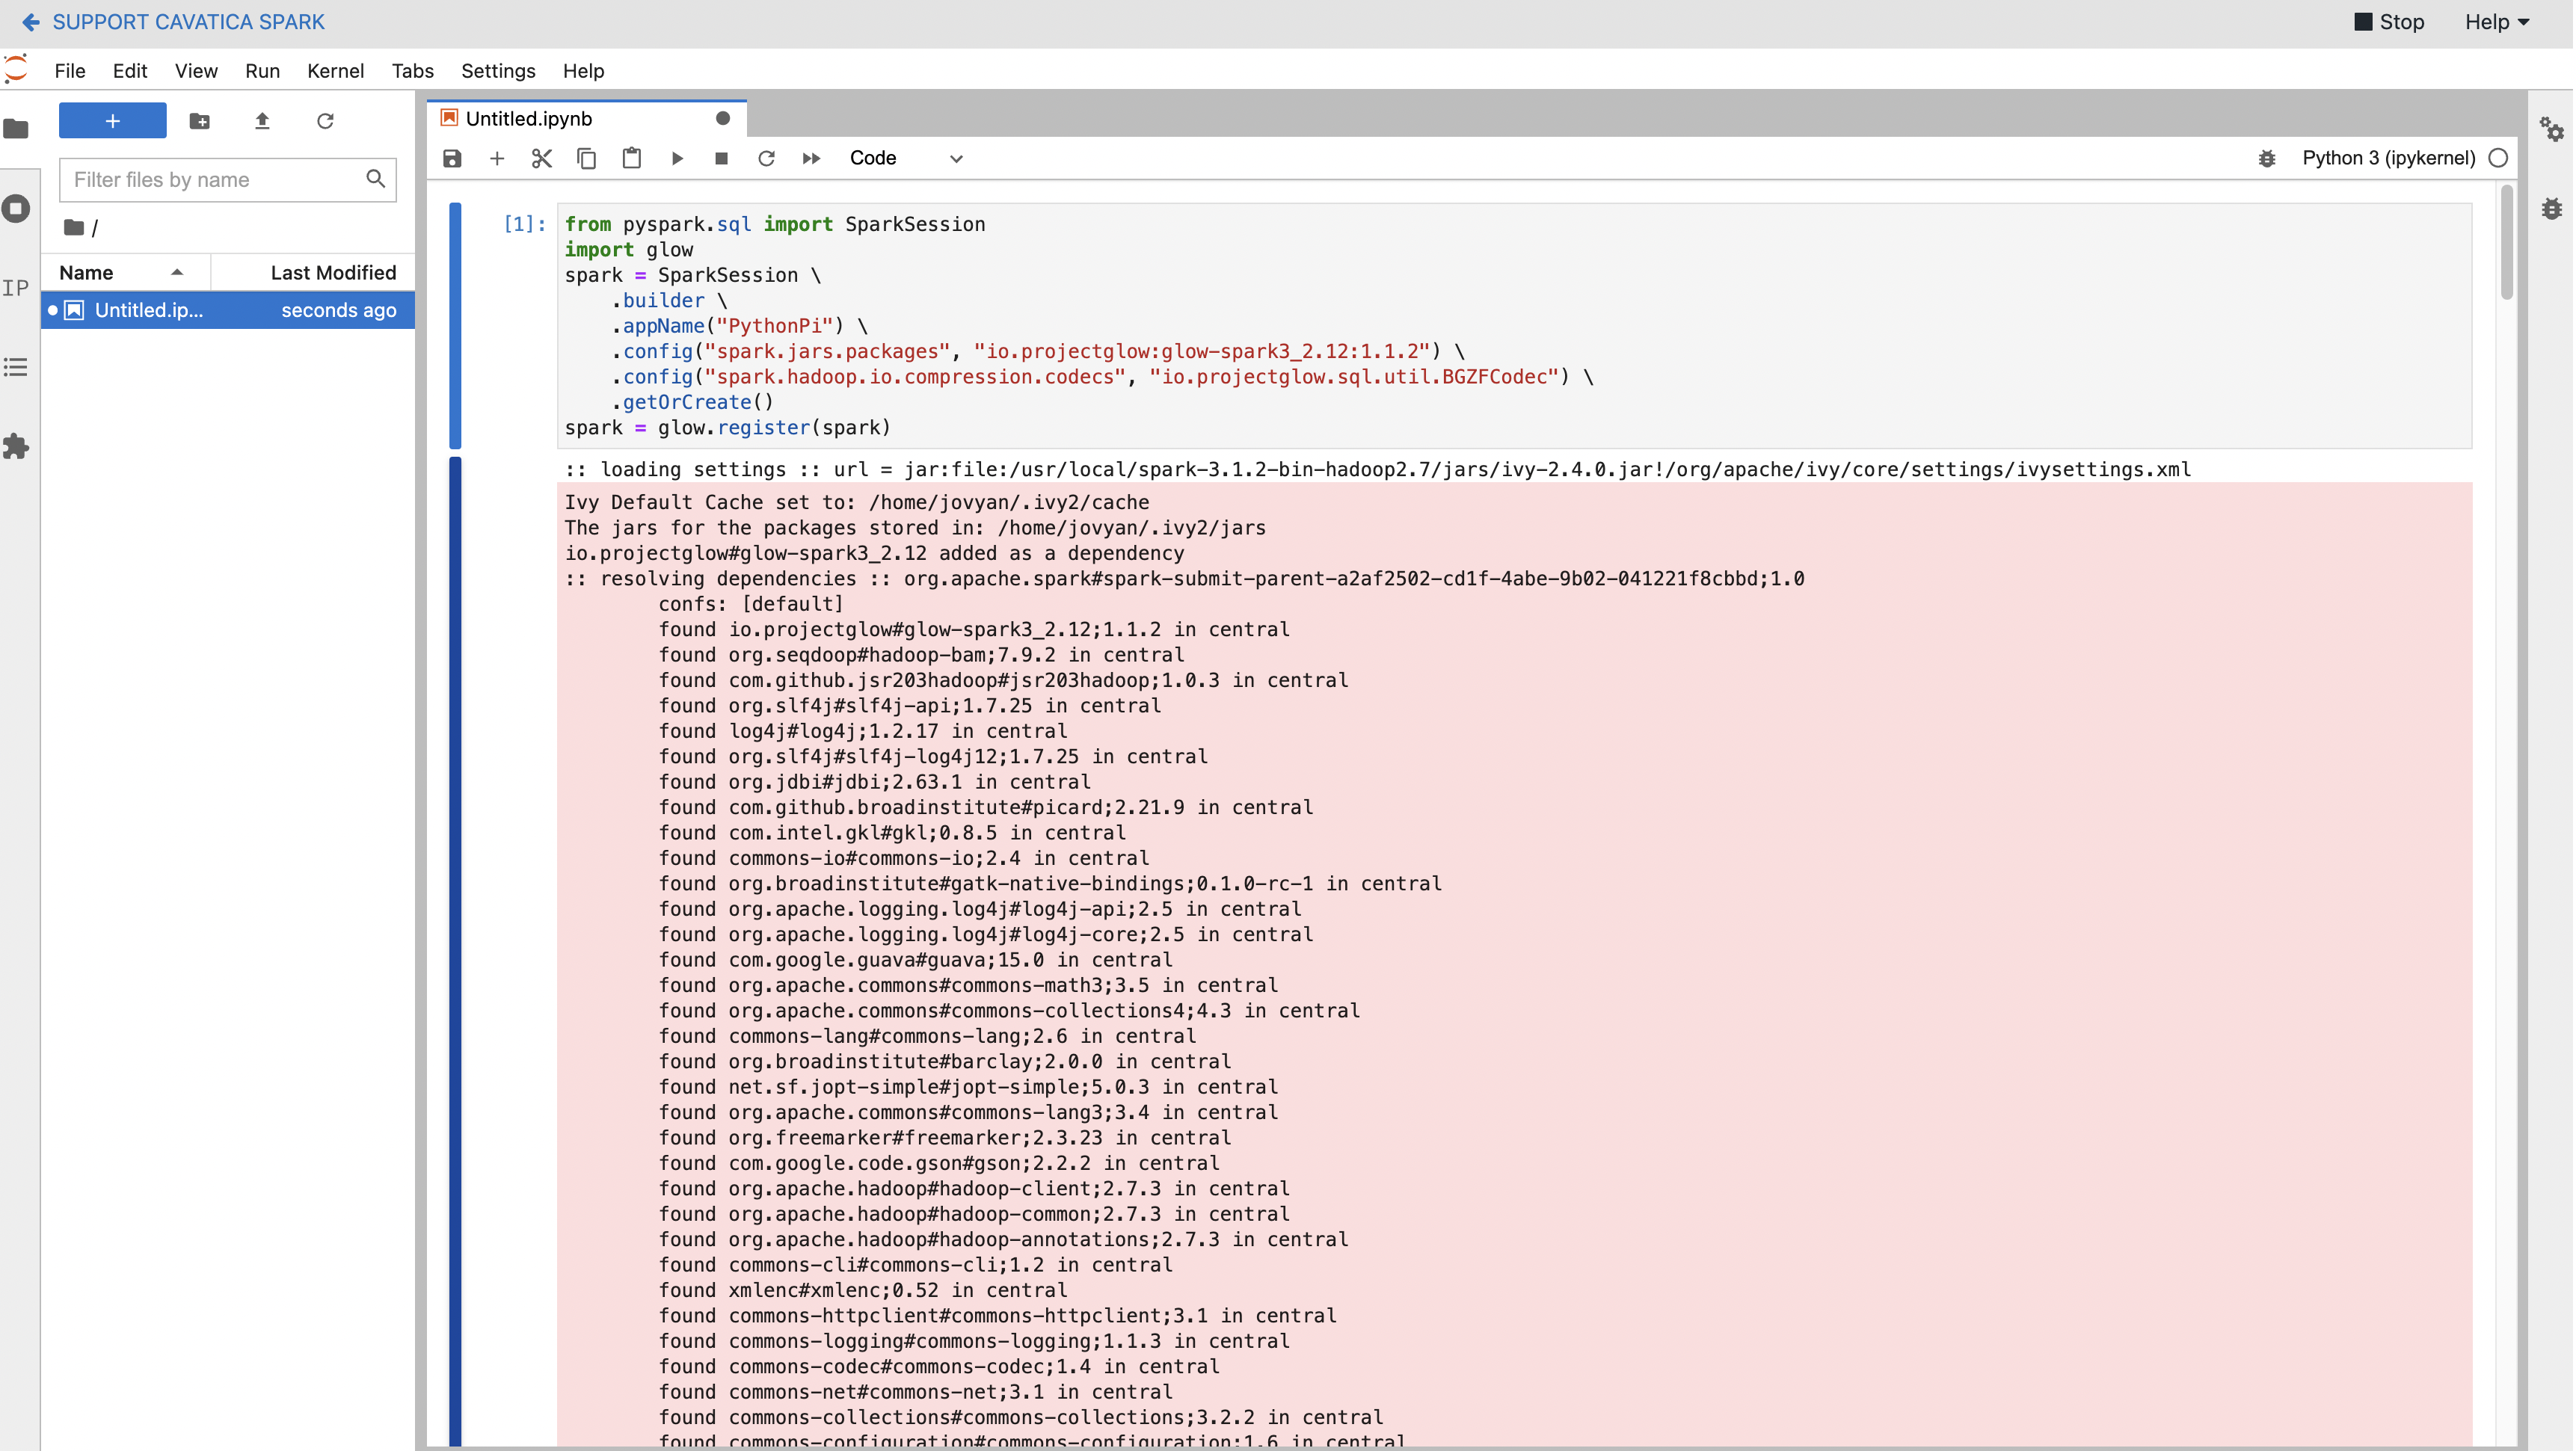 SUPPORT CAVATICA SPARK
Stop
Help
File Edit View Run Kernel Tabs Settings Help
+
Untitled.ipynb
Code
Python 3 (ipykernel)
Filter files by name
/
IP
Name
Last Modified
Untitled.ip...
seconds ago
[1]:
from pyspark.sql import SparkSession
import glow
spark = SparkSession \
    .builder \
    .appName("PythonPi") \
    .config("spark.jars.packages", "io.projectglow:glow-spark3_2.12:1.1.2") \
    .config("spark.hadoop.io.compression.codecs", "io.projectglow.sql.util.BGZFCodec") \
    .getOrCreate()
spark = glow.register(spark)
:: loading settings :: url = jar:file:/usr/local/spark-3.1.2-bin-hadoop2.7/jars/ivy-2.4.0.jar!/org/apache/ivy/core/settings/ivysettings.xml
Ivy Default Cache set to: /home/jovyan/.ivy2/cache
The jars for the packages stored in: /home/jovyan/.ivy2/jars
io.projectglow#glow-spark3_2.12 added as a dependency
:: resolving dependencies :: org.apache.spark#spark-submit-parent-a2af2502-cd1f-4abe-9b02-041221f8cbbd;1.0
        confs: [default]
        found io.projectglow#glow-spark3_2.12;1.1.2 in central
        found org.seqdoop#hadoop-bam;7.9.2 in central
        found com.github.jsr203hadoop#jsr203hadoop;1.0.3 in central
        found org.slf4j#slf4j-api;1.7.25 in central
        found log4j#log4j;1.2.17 in central
        found org.slf4j#slf4j-log4j12;1.7.25 in central
        found org.jdbi#jdbi;2.63.1 in central
        found com.github.broadinstitute#picard;2.21.9 in central
        found com.intel.gkl#gkl;0.8.5 in central
        found commons-io#commons-io;2.4 in central
        found org.broadinstitute#gatk-native-bindings;0.1.0-rc-1 in central
        found org.apache.logging.log4j#log4j-api;2.5 in central
        found org.apache.logging.log4j#log4j-core;2.5 in central
        found com.google.guava#guava;15.0 in central
        found org.apache.commons#commons-math3;3.5 in central
        found org.apache.commons#commons-collections4;4.3 in central
        found commons-lang#commons-lang;2.6 in central
        found org.broadinstitute#barclay;2.0.0 in central
        found net.sf.jopt-simple#jopt-simple;5.0.3 in central
        found org.apache.commons#commons-lang3;3.4 in central
        found org.freemarker#freemarker;2.3.23 in central
        found com.google.code.gson#gson;2.2.2 in central
        found org.apache.hadoop#hadoop-client;2.7.3 in central
        found org.apache.hadoop#hadoop-common;2.7.3 in central
        found org.apache.hadoop#hadoop-annotations;2.7.3 in central
        found commons-cli#commons-cli;1.2 in central
        found xmlenc#xmlenc;0.52 in central
        found commons-httpclient#commons-httpclient;3.1 in central
        found commons-logging#commons-logging;1.1.3 in central
        found commons-codec#commons-codec;1.4 in central
        found commons-net#commons-net;3.1 in central
        found commons-collections#commons-collections;3.2.2 in central
        found commons-configuration#commons-configuration;1.6 in central